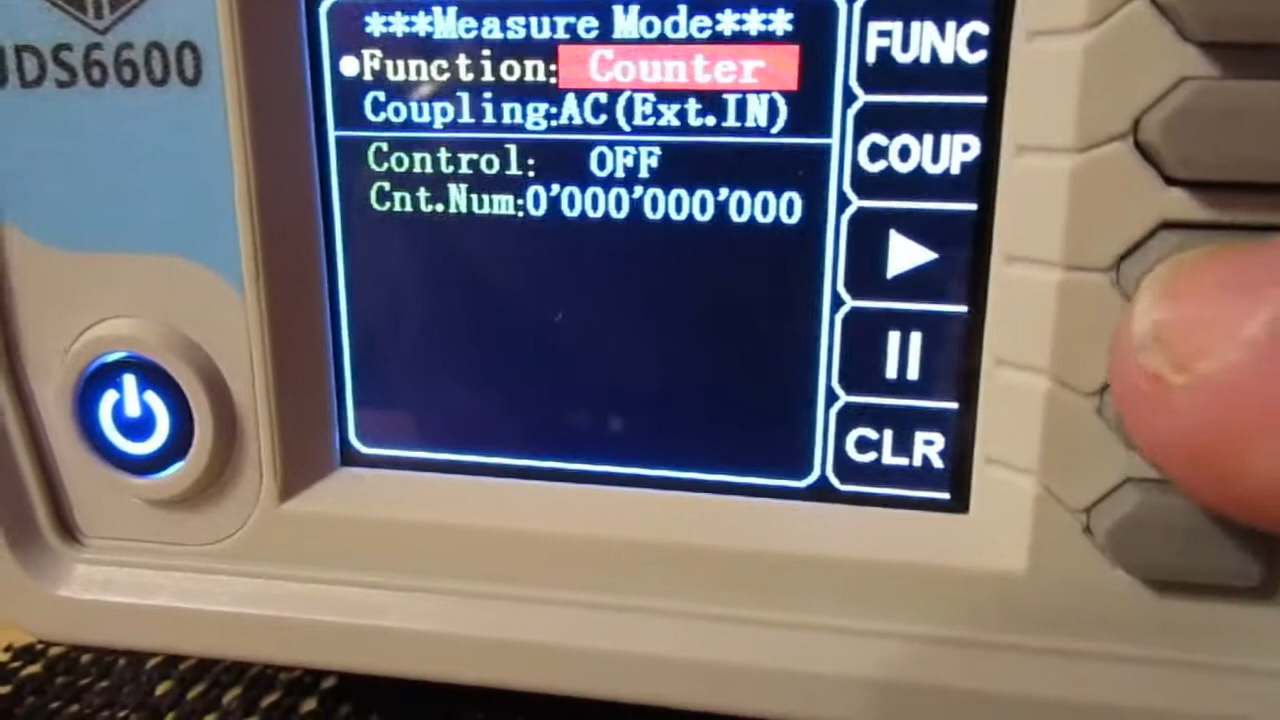 JDS6600
***Measure Mode***
Function: Counter
Coupling:AC(Ext.IN)
Control: OFF
Cnt.Num:0'000'000'000
FUNC
COUP
CLR